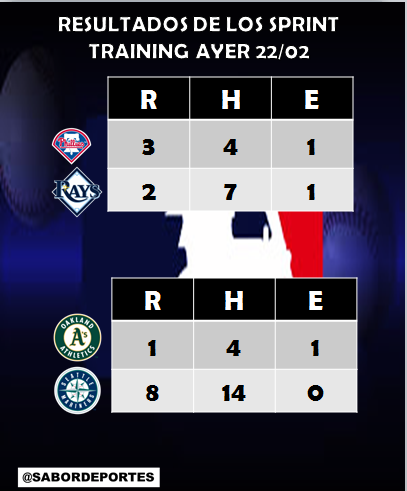 RESULTADOS DE LOS SPRINT
TRAINING AYER 22/02
R H E
Phillies 3 4 1
RAYS 2 7 1
R H E
OAKLAND A's ATHLETICS 1 4 1
SEATTLE MARINERS 8 14 0
@SABORDEPORTES